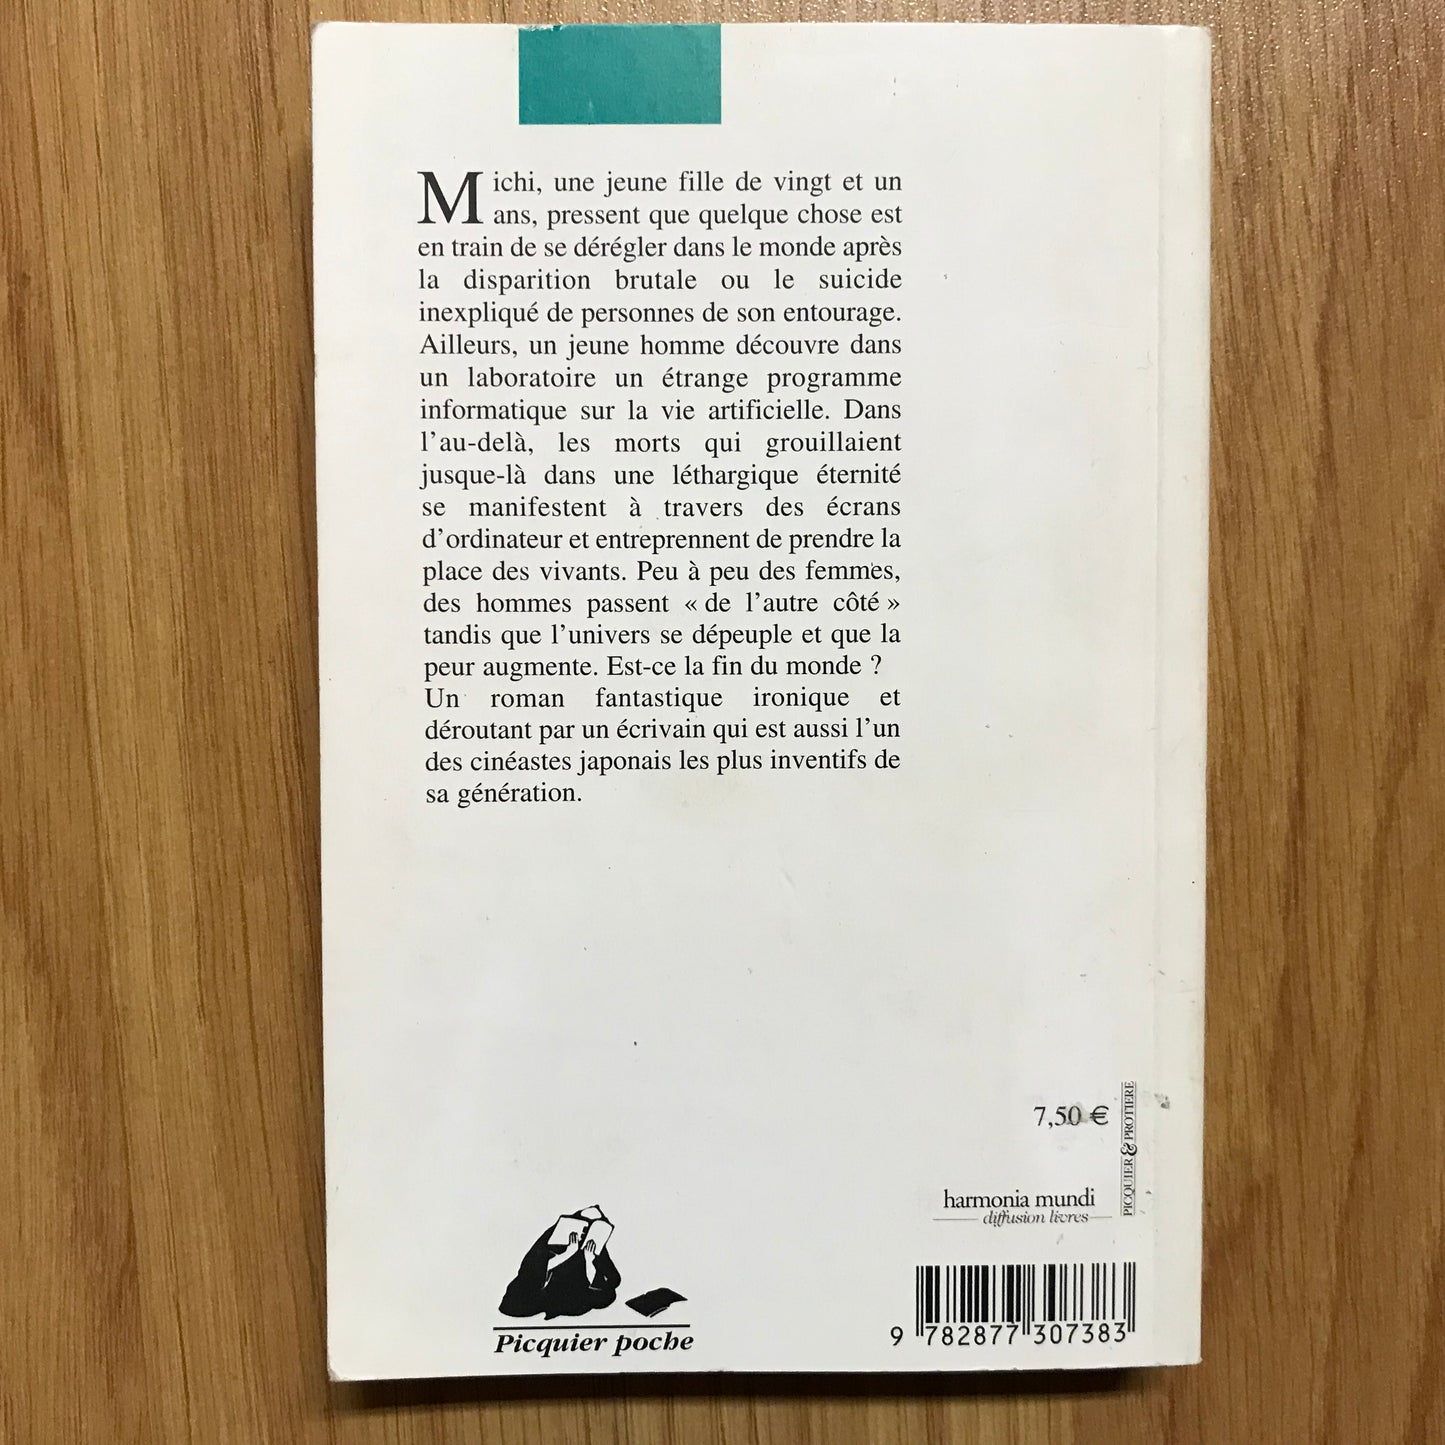 Michi, une jeune fille de vingt et un
ans, pressent que quelque chose est
en train de se dérégler dans le monde après
la disparition brutale ou le suicide
inexpliqué de personnes de son entourage.
Ailleurs, un jeune homme découvre dans
un laboratoire un étrange programme
informatique sur la vie artificielle. Dans
l'au-delà, les morts qui grouillaient
jusque-là dans une léthargique éternité
se manifestent à travers des écrans
d'ordinateur et entreprennent de prendre la
place des vivants. Peu à peu des femmes,
des hommes passent « de l'autre côté »
tandis que l'univers se dépeuple et que la
peur augmente. Est-ce la fin du monde ?
Un roman fantastique ironique et
déroutant par un écrivain qui est aussi l'un
des cinéastes japonais les plus inventifs de
sa génération.
7,50 €
PICQUIER & PROTIERE
harmonia mundi
diffusion livres
Picquier poche
9 782877 307383